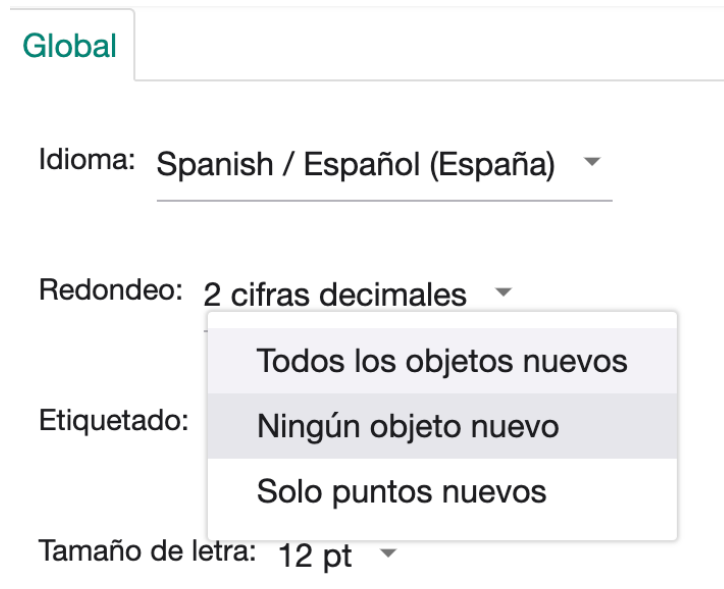 Global
Idioma: Spanish / Español (España)
Redondeo: 2 cifras decimales
Todos los objetos nuevos
Etiquetado: Ningún objeto nuevo
Solo puntos nuevos
Tamaño de letra: 12 pt